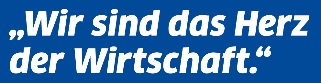 „Wir sind das Herz
der Wirtschaft.“